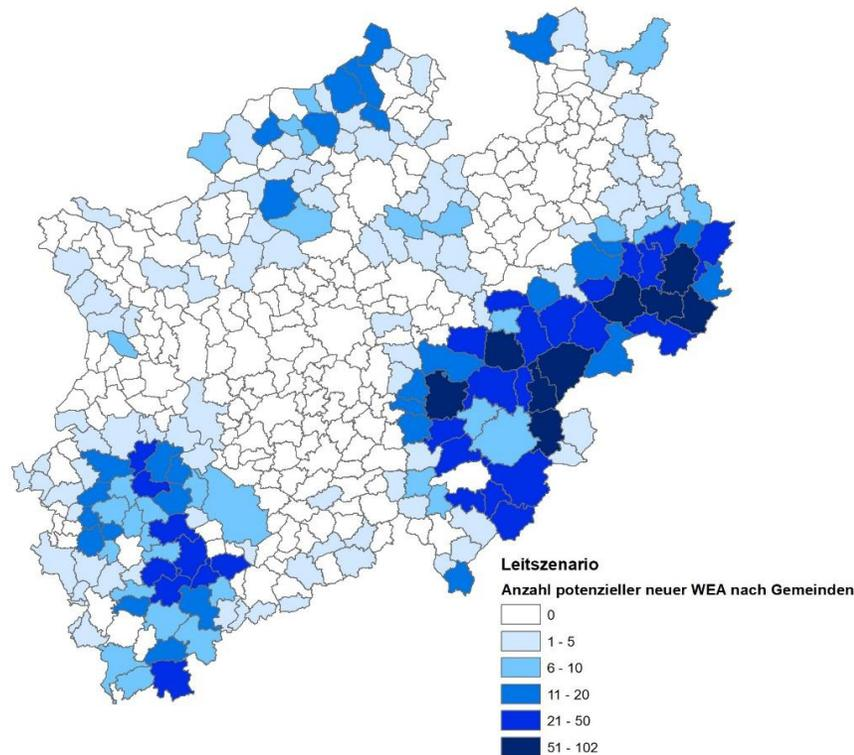 Leitszenario
Anzahl potenzieller neuer WEA nach Gemeinden
0
1 - 5
6 - 10
11 - 20
21 - 50
51 - 102